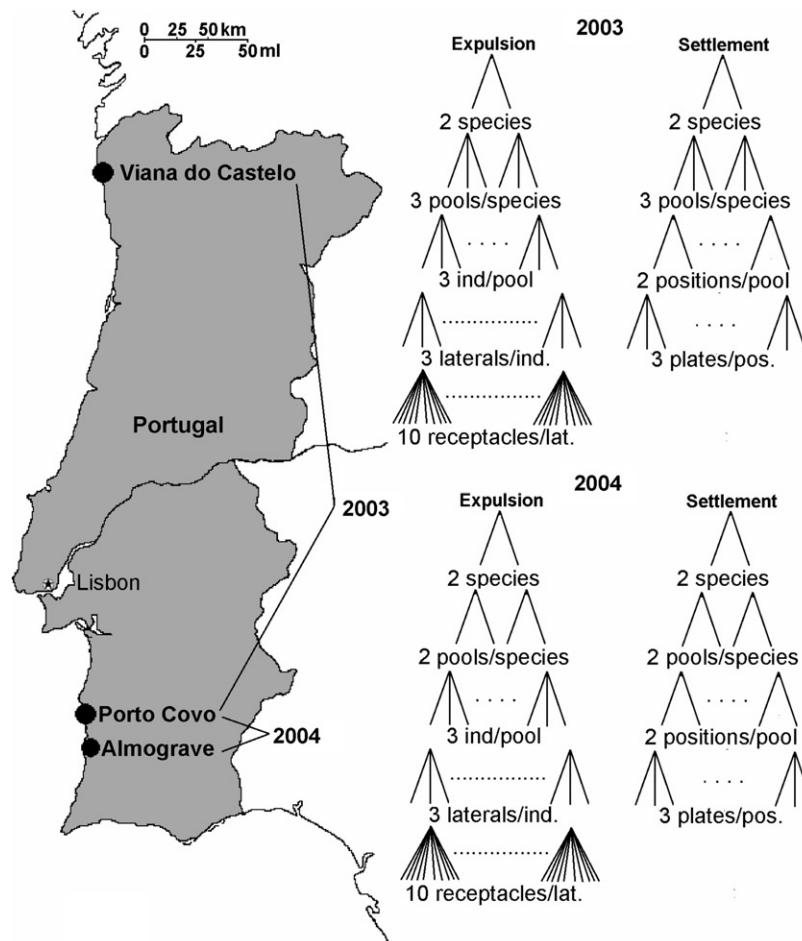 0 25 50 km
0 25 50 ml
Viana do Castelo
Portugal
Lisbon
Porto Covo
Almograve
2003
2004
2003
Expulsion
2 species
3 pools/species
. . . .
3 ind/pool
3 laterals/ind.
10 receptacles/lat.
Settlement
2 species
3 pools/species
. . . .
2 positions/pool
. . . .
3 plates/pos.
2004
Expulsion
2 species
2 pools/species
. . . .
3 ind/pool
3 laterals/ind.
10 receptacles/lat.
Settlement
2 species
2 pools/species
. . . .
2 positions/pool
. . . .
3 plates/pos.